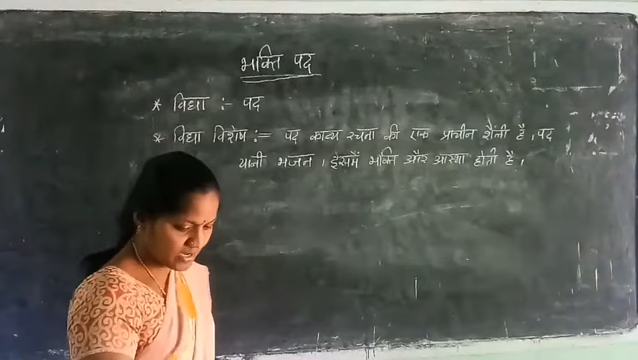 भक्ति पद
* विद्या :- पद
* विद्या विशेष :- पद काव्य रचना की एक प्राचीन शैली है, पद
यानी भजन, इसमें भक्ति और आस्था होती है,